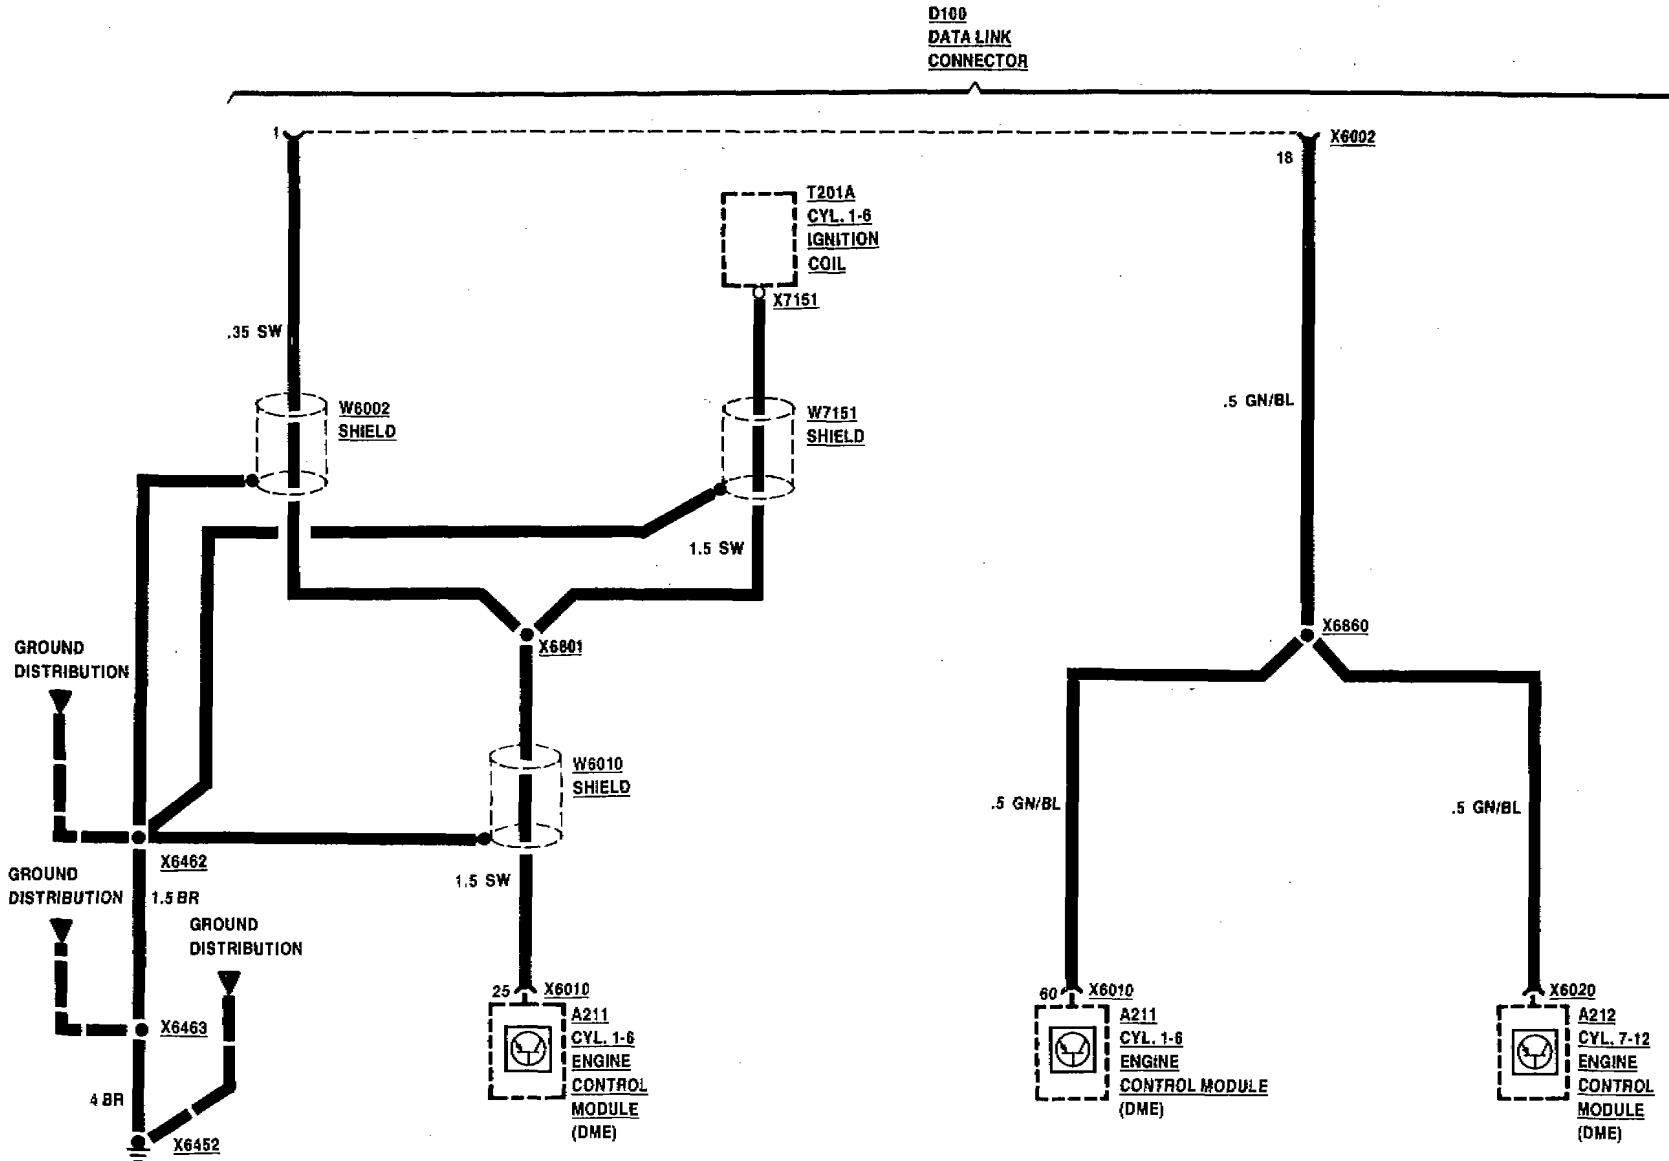 D100
DATA LINK
CONNECTOR
1
X6002
18
T201A
CYL. 1-6
IGNITION
COIL
X7151
.35 SW
W6002
SHIELD
W7151
SHIELD
.5 GN/BL
1.5 SW
X6801
X6860
GROUND
DISTRIBUTION
W6010
SHIELD
.5 GN/BL
.5 GN/BL
X6462
1.5 SW
GROUND
DISTRIBUTION
1.5 BR
GROUND
DISTRIBUTION
25
X6010
60
X6010
X6020
X6463
A211
CYL. 1-6
ENGINE
CONTROL
MODULE
(DME)
A211
CYL. 1-6
ENGINE
CONTROL MODULE
(DME)
A212
CYL. 7-12
ENGINE
CONTROL
MODULE
(DME)
4 BR
X6452